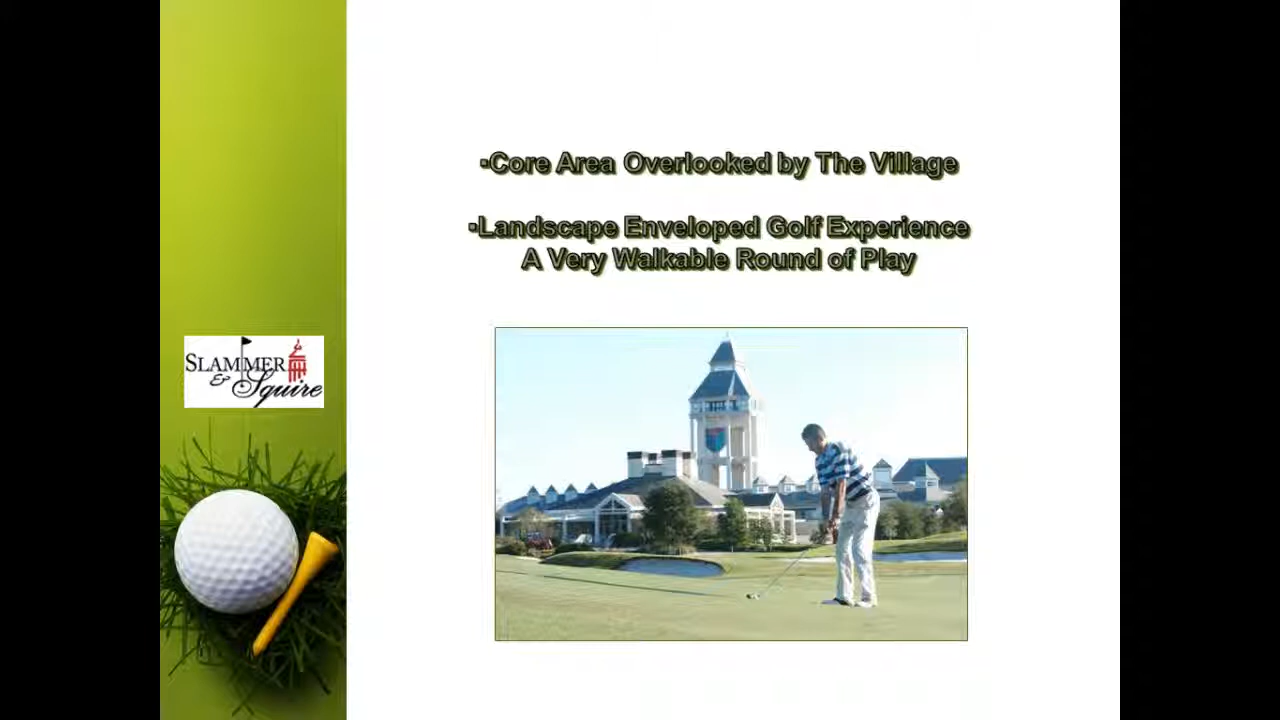 ▪Core Area Overlooked by The Village
▪Landscape Enveloped Golf Experience
A Very Walkable Round of Play
SLAMMER
& Squire